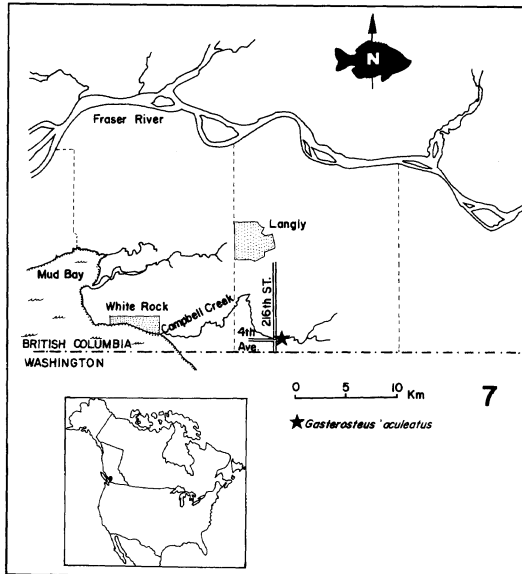 N
Fraser River
Langly
Mud Bay
216th ST.
White Rock
Campbell Creek
4th
Ave.
BRITISH COLUMBIA
WASHINGTON
0 5 10
Km
7
★ Gasterosteus 'aculeatus